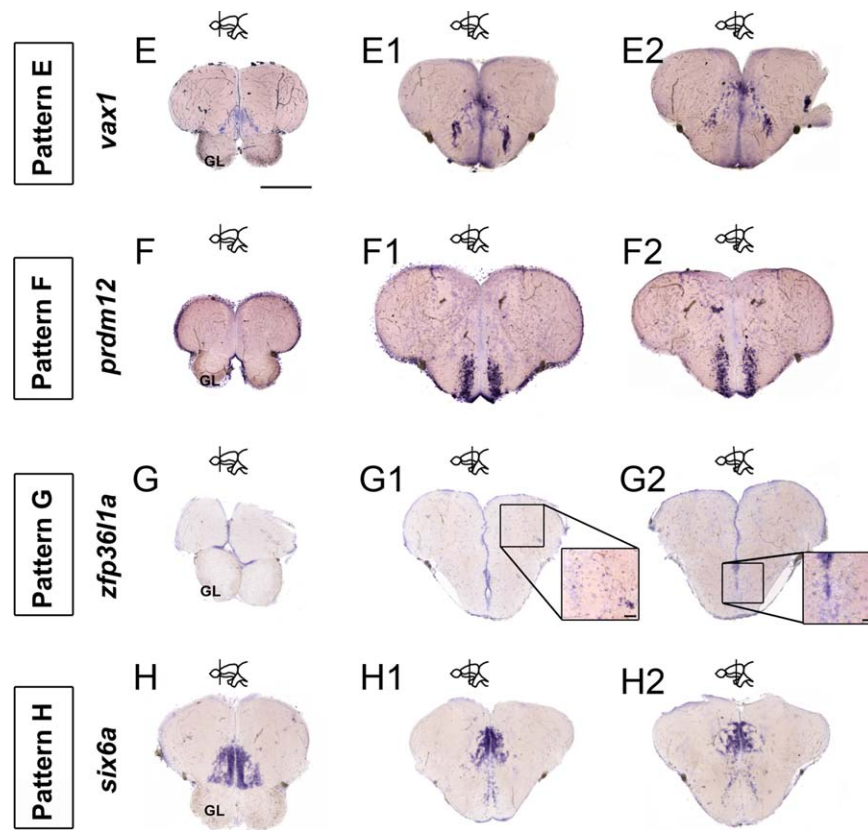 Pattern E
vax1
E
E1
E2
GL
Pattern F
prdm12
F
F1
F2
GL
Pattern G
zfp36l1a
G
G1
G2
GL
Pattern H
six6a
H
H1
H2
GL